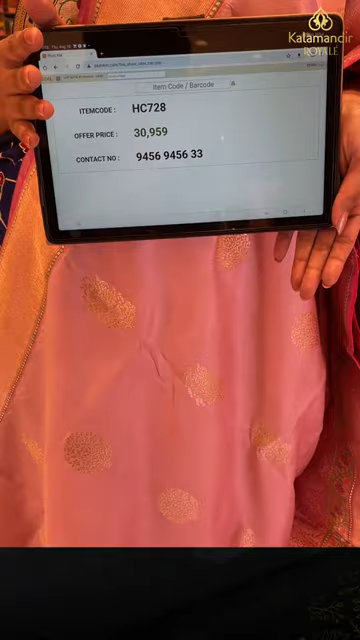 Kalamandir
ROYALE
Item Code / Barcode
ITEMCODE : HC728
OFFER PRICE : 30,959
CONTACT NO : 9456 9456 33